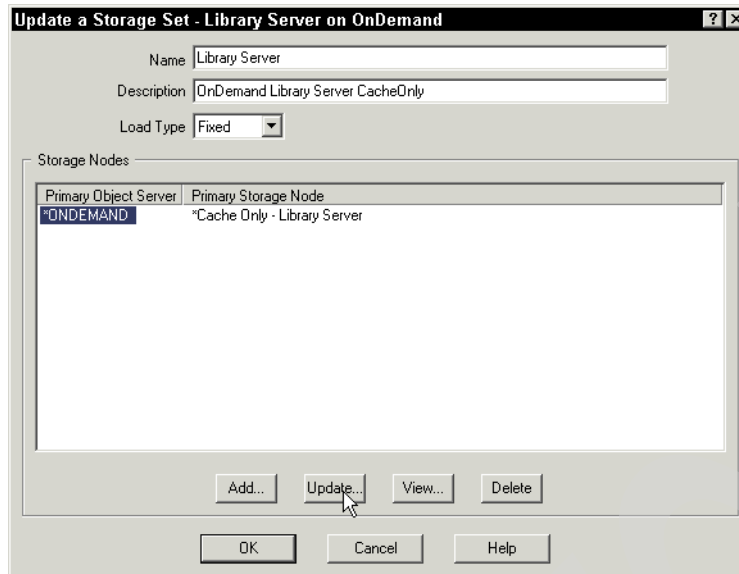 Update a Storage Set - Library Server on OnDemand
Name Library Server
Description OnDemand Library Server CacheOnly
Load Type Fixed
Storage Nodes
Primary Object Server Primary Storage Node
*ONDEMAND *Cache Only - Library Server
Add... Update... View... Delete
OK Cancel Help